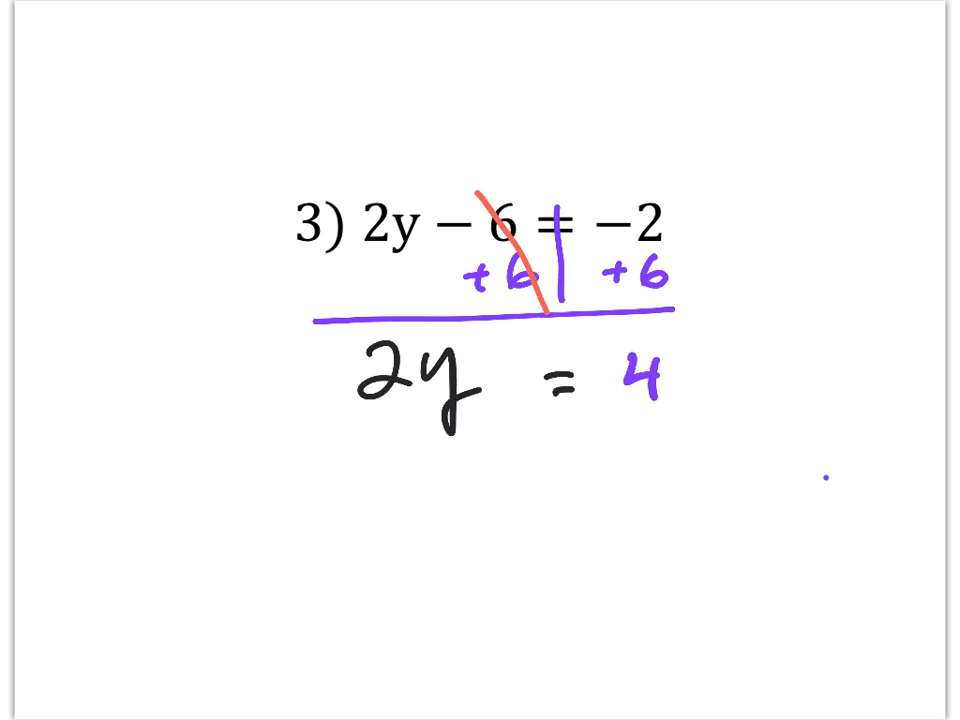 3) 2y − 6 = −2
+6 +6
2y = 4